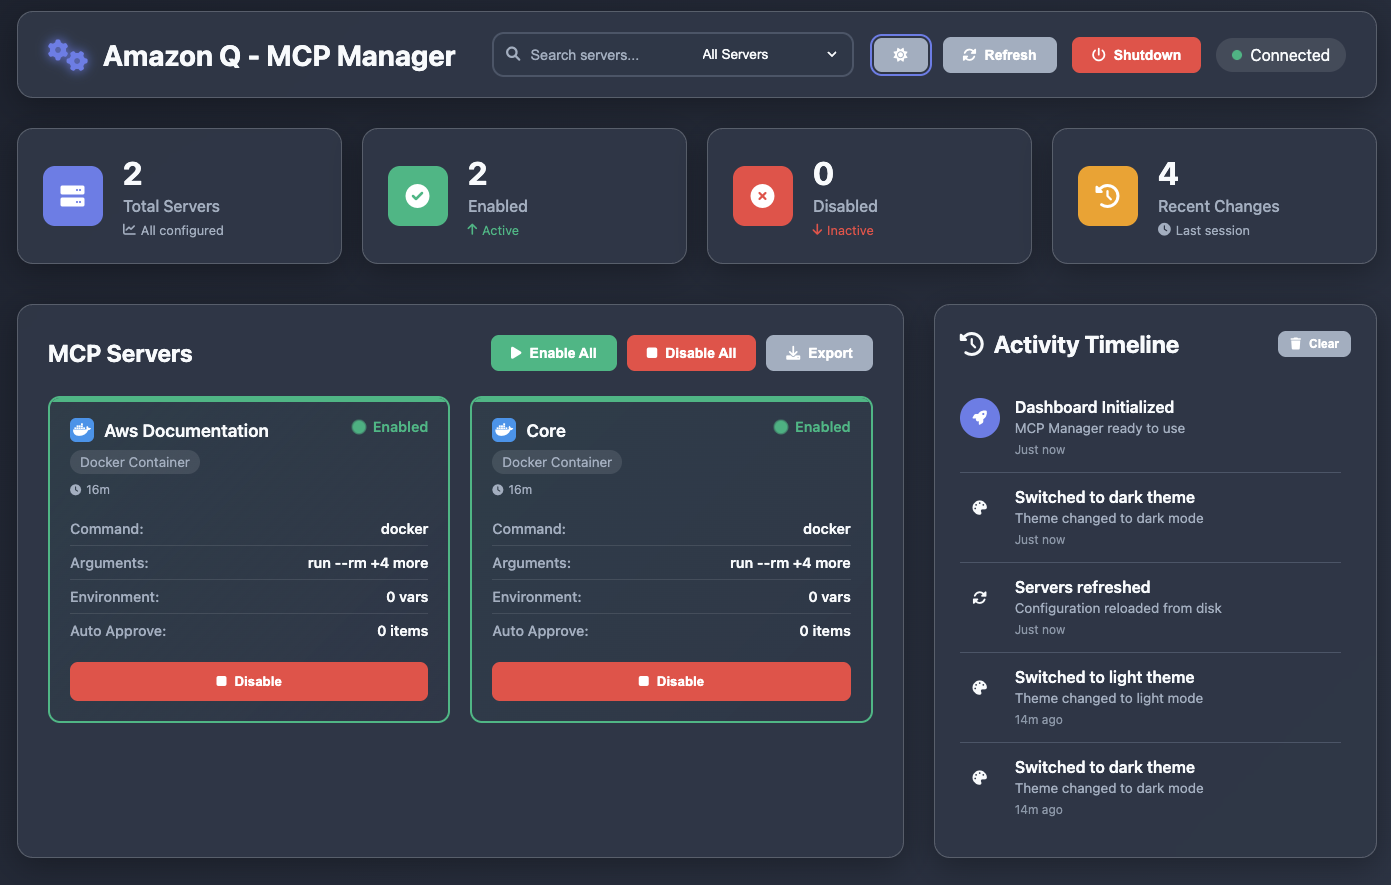 Amazon Q - MCP Manager
Search servers...
All Servers
Refresh
Shutdown
Connected
2
Total Servers
All configured
2
Enabled
Active
0
Disabled
Inactive
4
Recent Changes
Last session
MCP Servers
Enable All
Disable All
Export
Aws Documentation
Enabled
Docker Container
16m
Command: docker
Arguments: run --rm +4 more
Environment: 0 vars
Auto Approve: 0 items
Disable
Core
Enabled
Docker Container
16m
Command: docker
Arguments: run --rm +4 more
Environment: 0 vars
Auto Approve: 0 items
Disable
Activity Timeline
Clear
Dashboard Initialized
MCP Manager ready to use
Just now
Switched to dark theme
Theme changed to dark mode
Just now
Servers refreshed
Configuration reloaded from disk
Just now
Switched to light theme
Theme changed to light mode
14m ago
Switched to dark theme
Theme changed to dark mode
14m ago